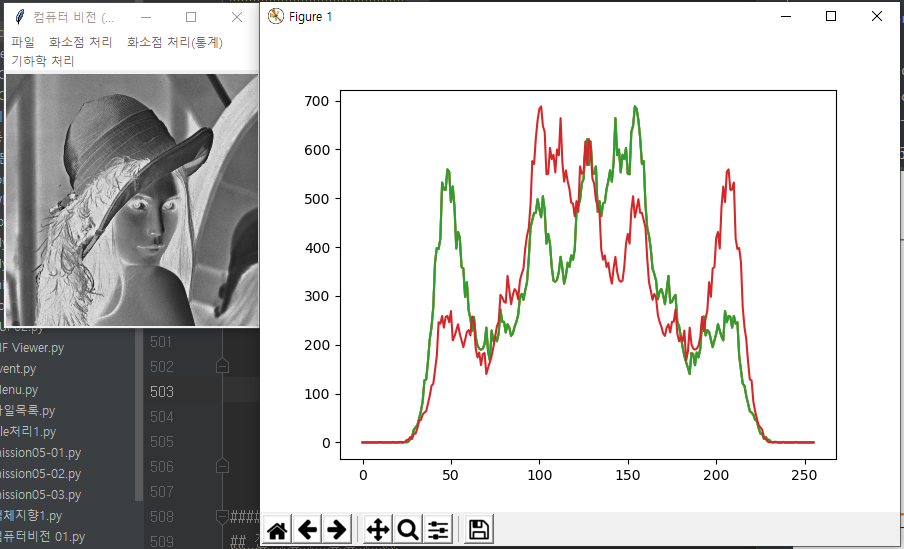 컴퓨터 비전 (...
Figure 1
파일 화소점 처리 화소점 처리(통계)
기하학 처리
700
600
500
400
300
200
100
0
0 50 100 150 200 250
IF Viewer.py
vent.py
lenu.py
일목록.py
le처리1.py
ission05-01.py
ission05-02.py
ission05-03.py
체지향1.py
퓨터비전 01.py
501
502
503
504
505
506
507
508 ####
509 ##